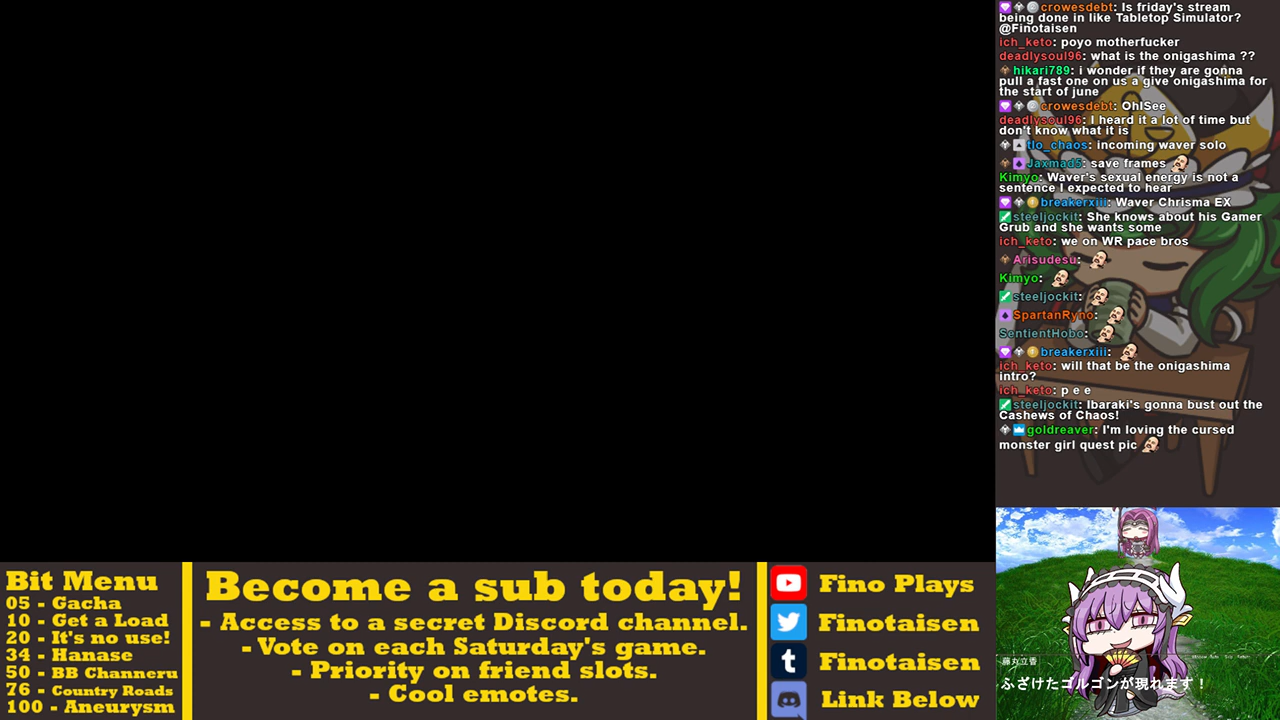 crowesdebt: Is friday's stream
being done in like Tabletop Simulator?
@Finotaisen
ich_keto: poyo motherfucker
deadlysoul96: what is the onigashima ??
hikari789: i wonder if they are gonna
pull a fast one on us a give onigashima for
the start of june
crowesdebt: OhISee
deadlysoul96: I heard it a lot of time but
don't know what it is
tlo_chaos: incoming waver solo
Jaxmad5: save frames
Kimyo: Waver's sexual energy is not a
sentence I expected to hear
breakerxiii: Waver Chrisma EX
steeljockit: She knows about his Gamer
Grub and she wants some
ich_keto: we on WR pace bros
Arisudesu:
Kimyo:
steeljockit:
SpartanRyno:
SentientHobo:
breakerxiii:
ich_keto: will that be the onigashima
intro?
ich_keto: p e e
steeljockit: Ibaraki's gonna bust out the
Cashews of Chaos!
goldreaver: I'm loving the cursed
monster girl quest pic
Bit Menu
05 - Gacha
10 - Get a Load
20 - It's no use!
34 - Hanase
50 - BB Channeru
76 - Country Roads
100 - Aneurysm
Become a sub today!
- Access to a secret Discord channel.
- Vote on each Saturday's game.
- Priority on friend slots.
- Cool emotes.
Fino Plays
Finotaisen
Finotaisen
Link Below
藤丸立香
ふざけたゴルゴンが現れます!